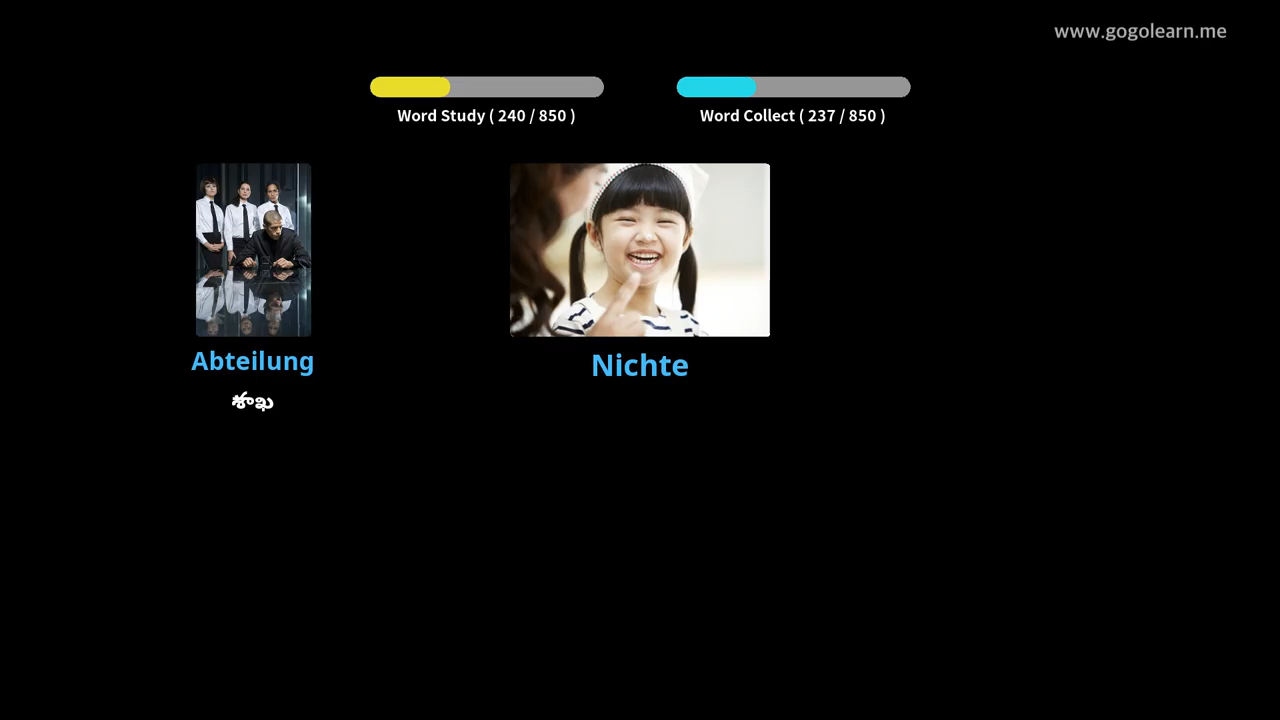 www.gogolearn.me
Word Study ( 240 / 850 )
Word Collect ( 237 / 850 )
Abteilung
శాఖ
Nichte